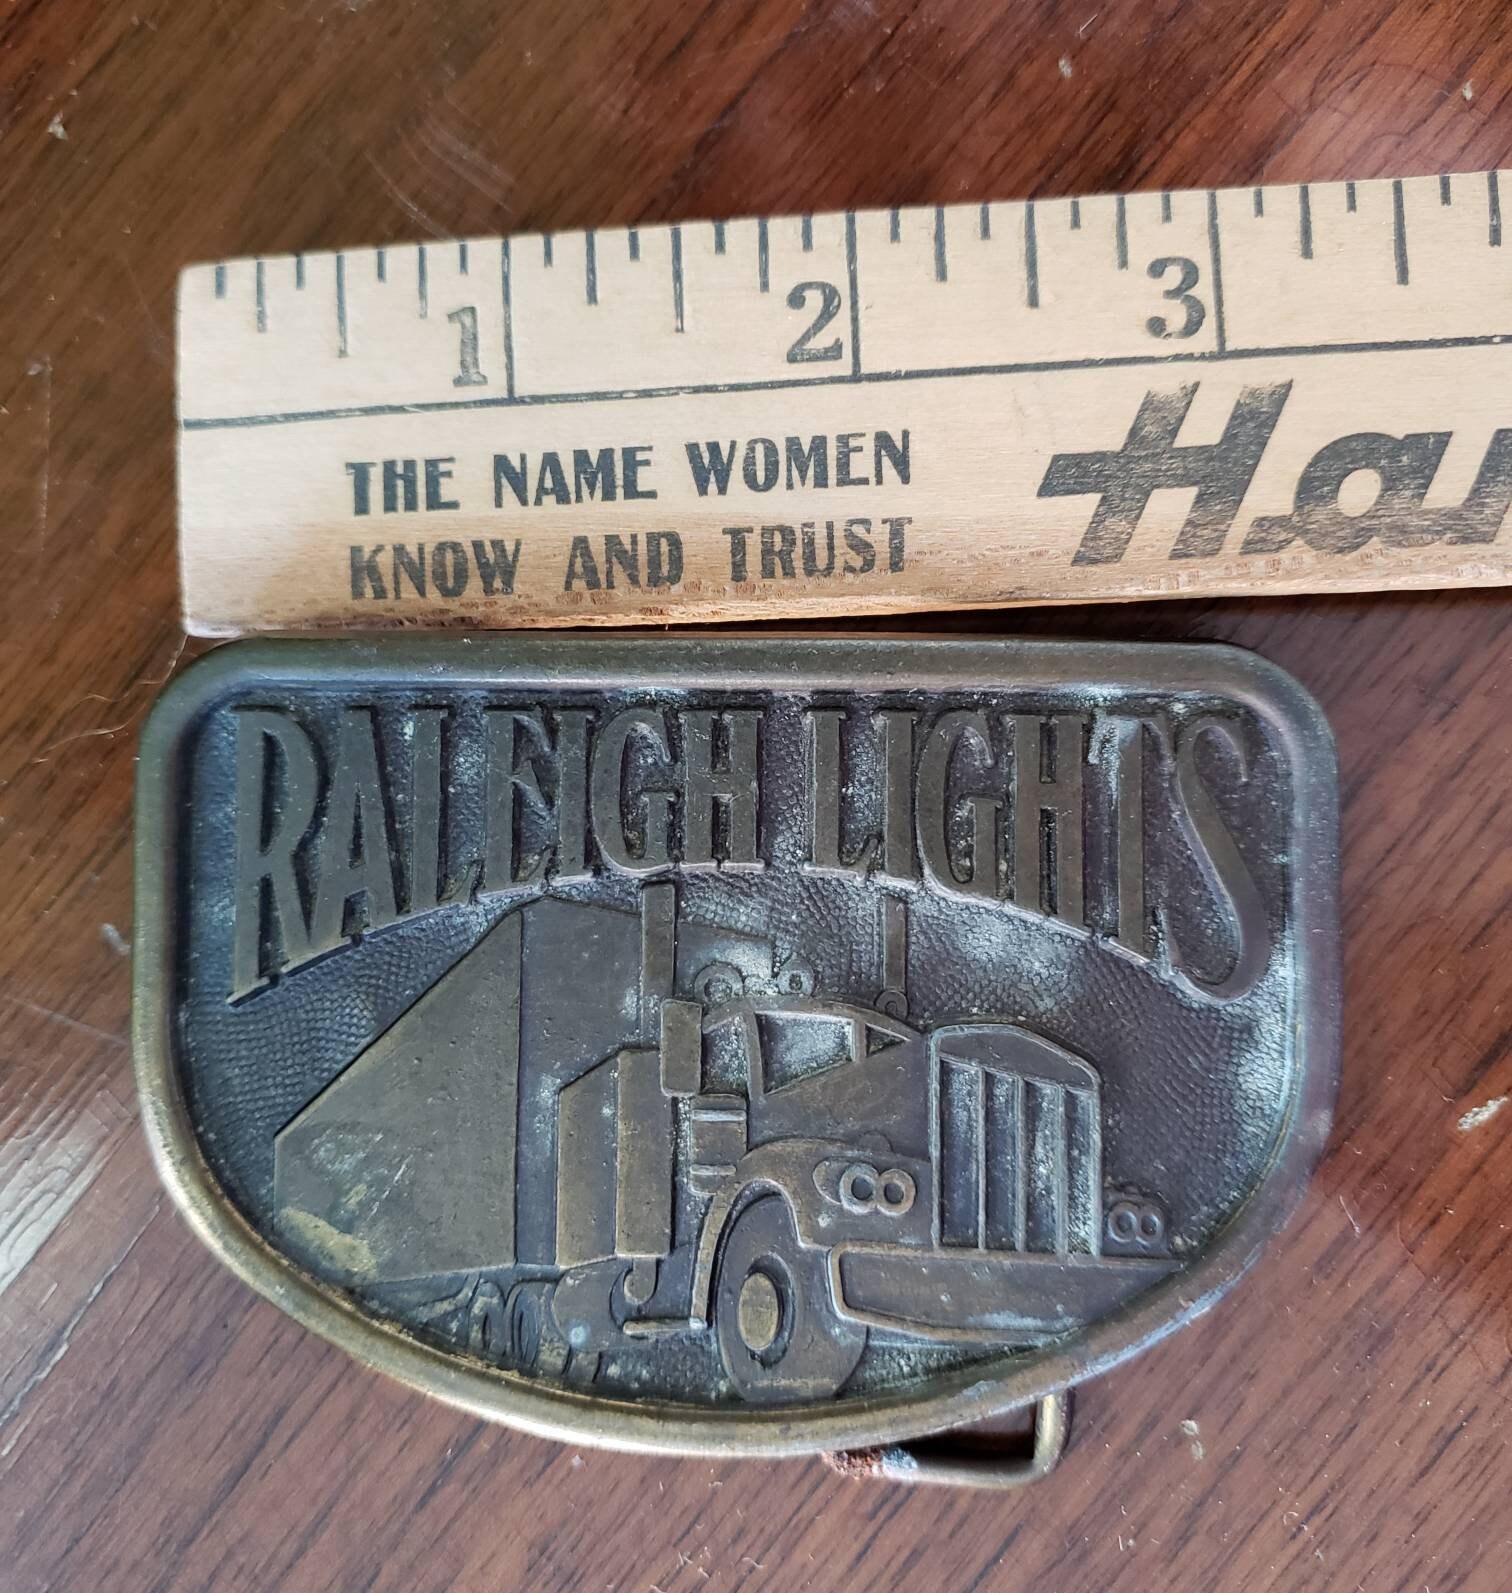 1 2 3
THE NAME WOMEN
KNOW AND TRUST
RALEIGH LIGHTS